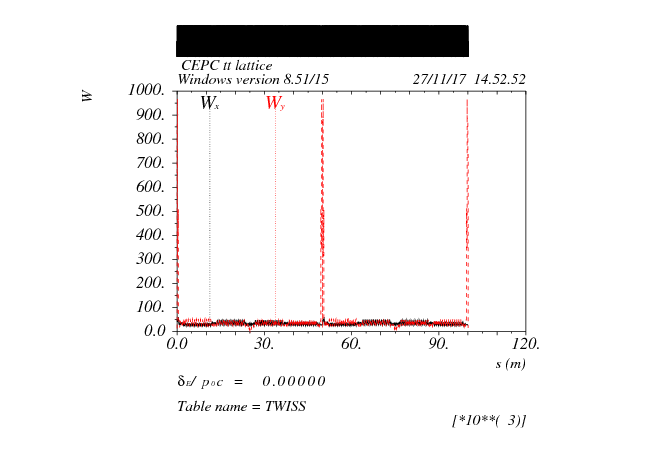 CEPC tt lattice
Windows version 8.51/15 27/11/17 14.52.52
W
1000.
Wx Wy
900.
800.
700.
600.
500.
400.
300.
200.
100.
0.0
0.0 30. 60. 90. 120.
s (m)
δE/ p0c = 0.00000
Table name = TWISS
[*10**( 3)]